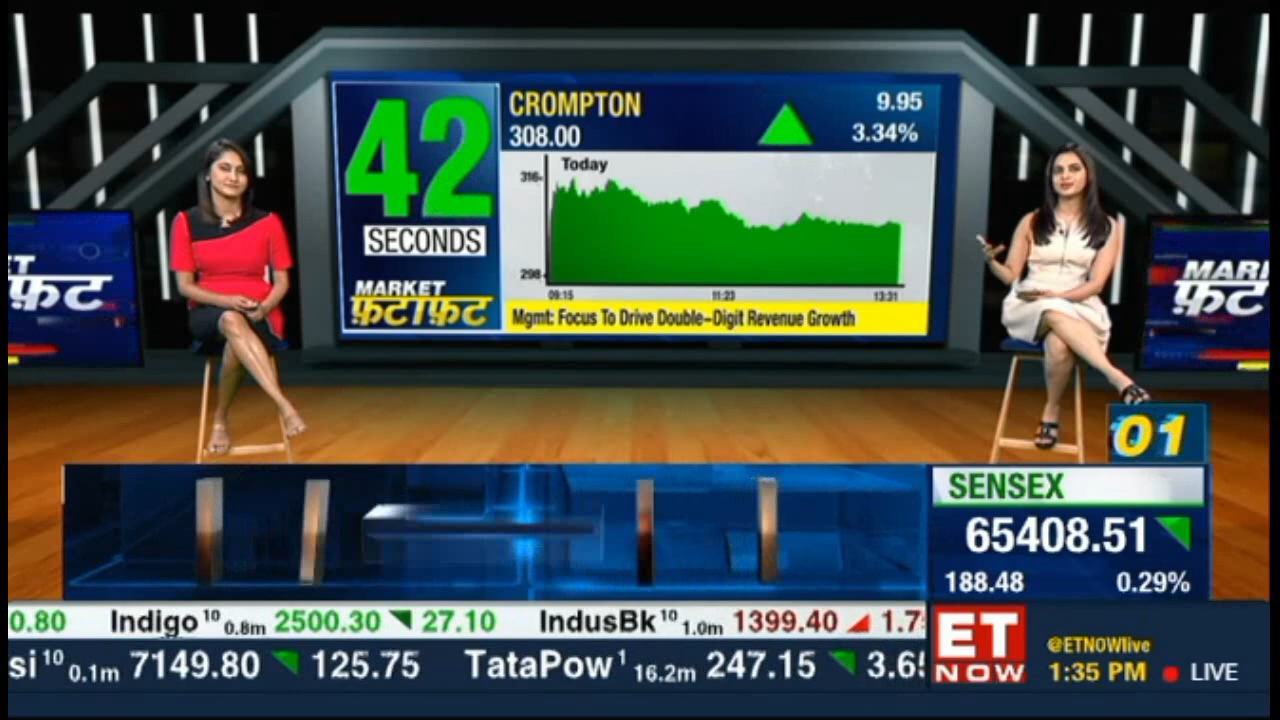 42
SECONDS
MARKET
फ़टाफ़ट
CROMPTON
308.00
9.95
3.34%
Today
316
298
09:15
11:23
13:31
Mgmt: Focus To Drive Double-Digit Revenue Growth
फ़ट
MAR
फ़ट
01
SENSEX
65408.51
188.48
0.29%
0.80 Indigo 10 0.8m 2500.30 27.10 IndusBk 10 1.0m 1399.40
si 10 0.1m 7149.80 125.75 TataPow 1 16.2m 247.15
ET
NOW
@ETNOWlive
1:35 PM
LIVE